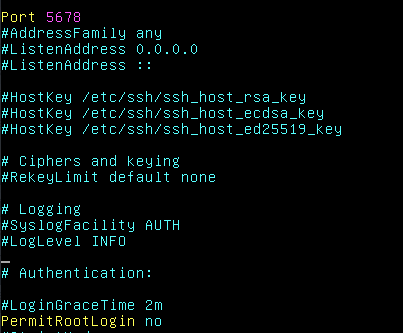 Port 5678
#AddressFamily any
#ListenAddress 0.0.0.0
#ListenAddress ::
#HostKey /etc/ssh/ssh_host_rsa_key
#HostKey /etc/ssh/ssh_host_ecdsa_key
#HostKey /etc/ssh/ssh_host_ed25519_key
# Ciphers and keying
#RekeyLimit default none
# Logging
#SyslogFacility AUTH
#LogLevel INFO
# Authentication:
#LoginGraceTime 2m
PermitRootLogin no